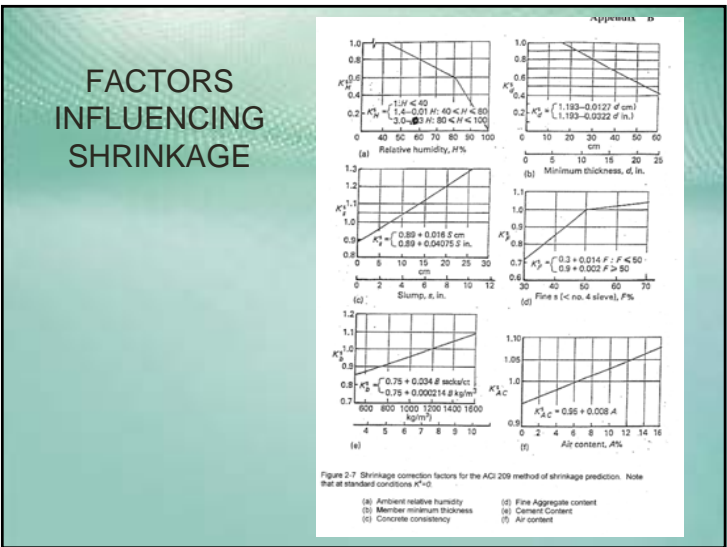 FACTORS
INFLUENCING
SHRINKAGE
Appendix B
1.0
0.8
0.6
0.4
0.2
1:H ≤ 40
1.4–0.01 H: 40 ≤ H ≤ 80
H: 80 ≤ H ≤ 100
0 40 50 60 70 80 90 100
Relative humidity, H%
(a)
1.0
0.8
0.6
0.4
0.2
1.193–0.0127 d cm)
1.193–0.0322 d in.)
0 10 20 30 40 50 60
cm
0 5 10 15 20 25
(b) Minimum thickness, d, in.
1.3
1.2
1.1
1.0
0.9
0.8
0.89 + 0.016 S cm
0.89 + 0.04075 S in.
0 5 10 15 20 25 30
cm
0 2 4 6 8 10 12
Slump, s, in.
(c)
1.1
1.0
0.9
0.8
0.7
0.6
0.3 + 0.014 F : F ≤ 50
0.9 + 0.002 F ≥ 50
30 40 50 60 70
(d) Fine s (< no. 4 sieve), F%
1.2
1.1
1.0
0.9
0.8
0.7
0.75 + 0.034 B sacks/ct
0.75 + 0.000214 B kg/m³
600 800 1000 1200 1400 1600
kg/m³)
4 5 6 7 8 9 10
(e)
1.10
1.05
1.0
0.9
K^s_AC = 0.95 + 0.008 A
0 2 4 6 8 10 12 14 16
Air content, A%
(f)
Figure 2-7 Shrinkage correction factors for the ACI 209 method of shrinkage prediction. Note
that at standard conditions K^s=0:
(a) Ambient relative humidity
(b) Member minimum thickness
(c) Concrete consistency
(d) Fine Aggregate content
(e) Cement Content
(f) Air content